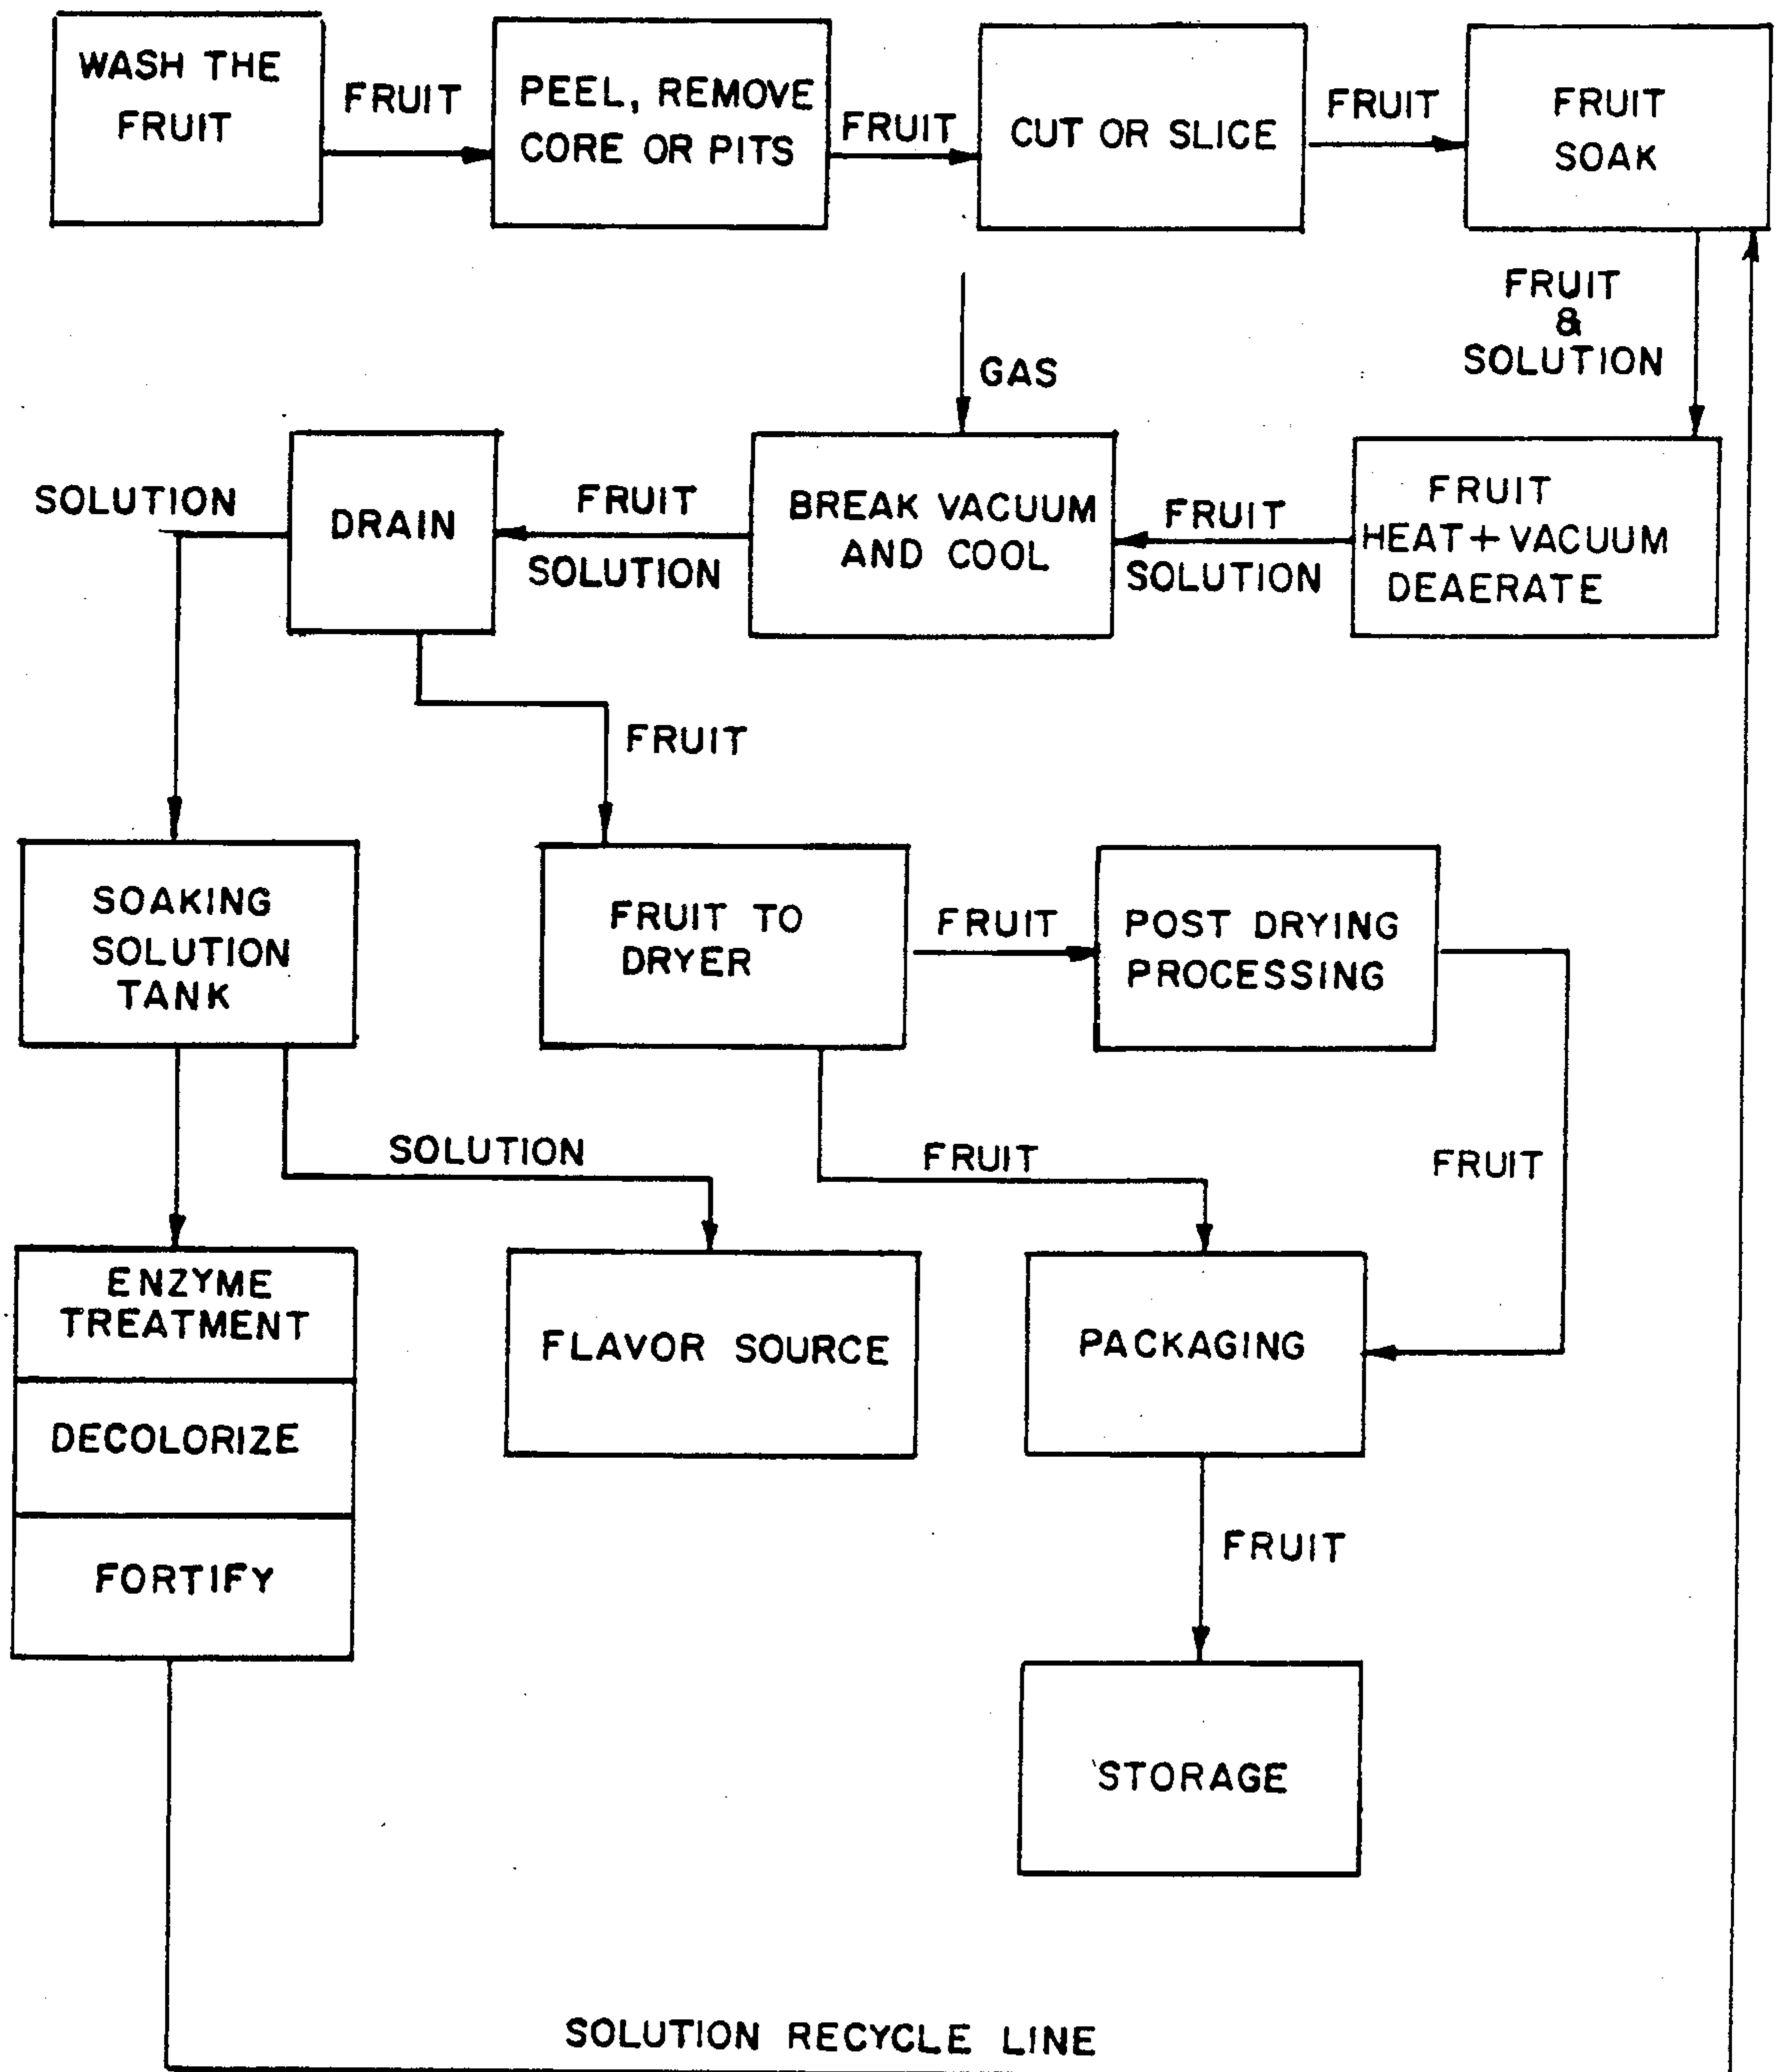 WASH THE
FRUIT
FRUIT
PEEL, REMOVE
CORE OR PITS
FRUIT
CUT OR SLICE
FRUIT
FRUIT
SOAK
FRUIT
&
SOLUTION
GAS
SOLUTION
DRAIN
FRUIT
SOLUTION
BREAK VACUUM
AND COOL
FRUIT
SOLUTION
FRUIT
HEAT + VACUUM
DEAERATE
FRUIT
SOAKING
SOLUTION
TANK
FRUIT TO
DRYER
FRUIT
POST DRYING
PROCESSING
SOLUTION
FRUIT
FRUIT
ENZYME
TREATMENT
DECOLORIZE
FORTIFY
FLAVOR SOURCE
PACKAGING
FRUIT
STORAGE
SOLUTION RECYCLE LINE